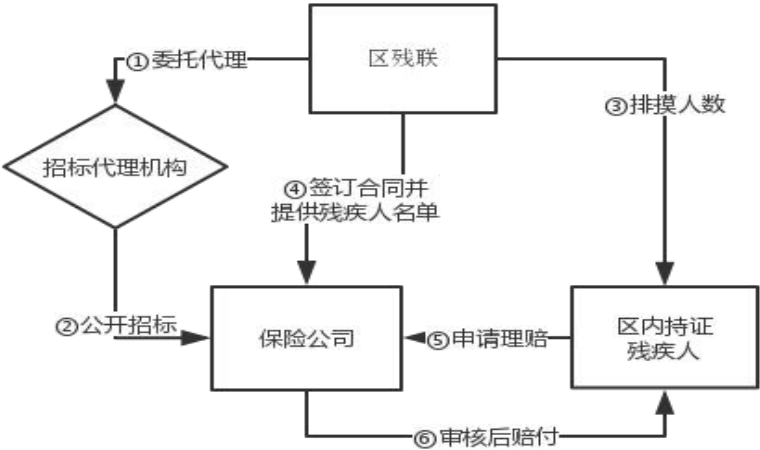 区残联
①委托代理
③排摸人数
招标代理机构
④签订合同并
提供残疾人名单
②公开招标
保险公司
⑤申请理赔
区内持证
残疾人
⑥审核后赔付